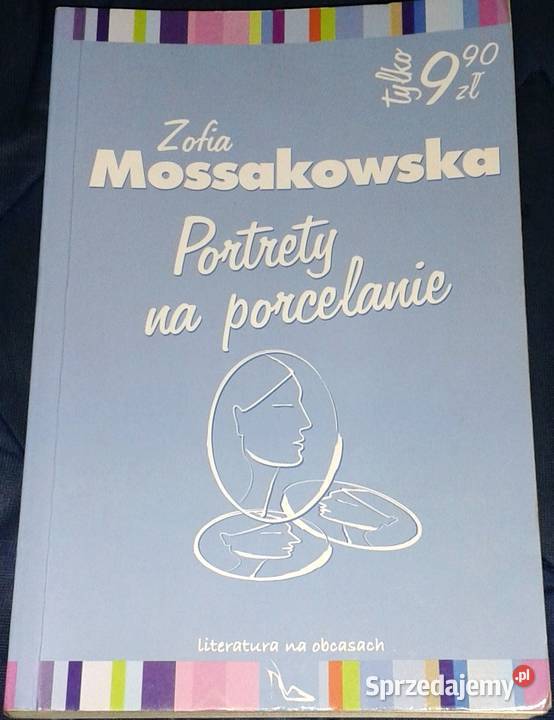 tylko 9 90 zł
Zofia
Mossakowska
Portrety
na porcelanie
literatura na obcasach
Sprzedajemy.pl